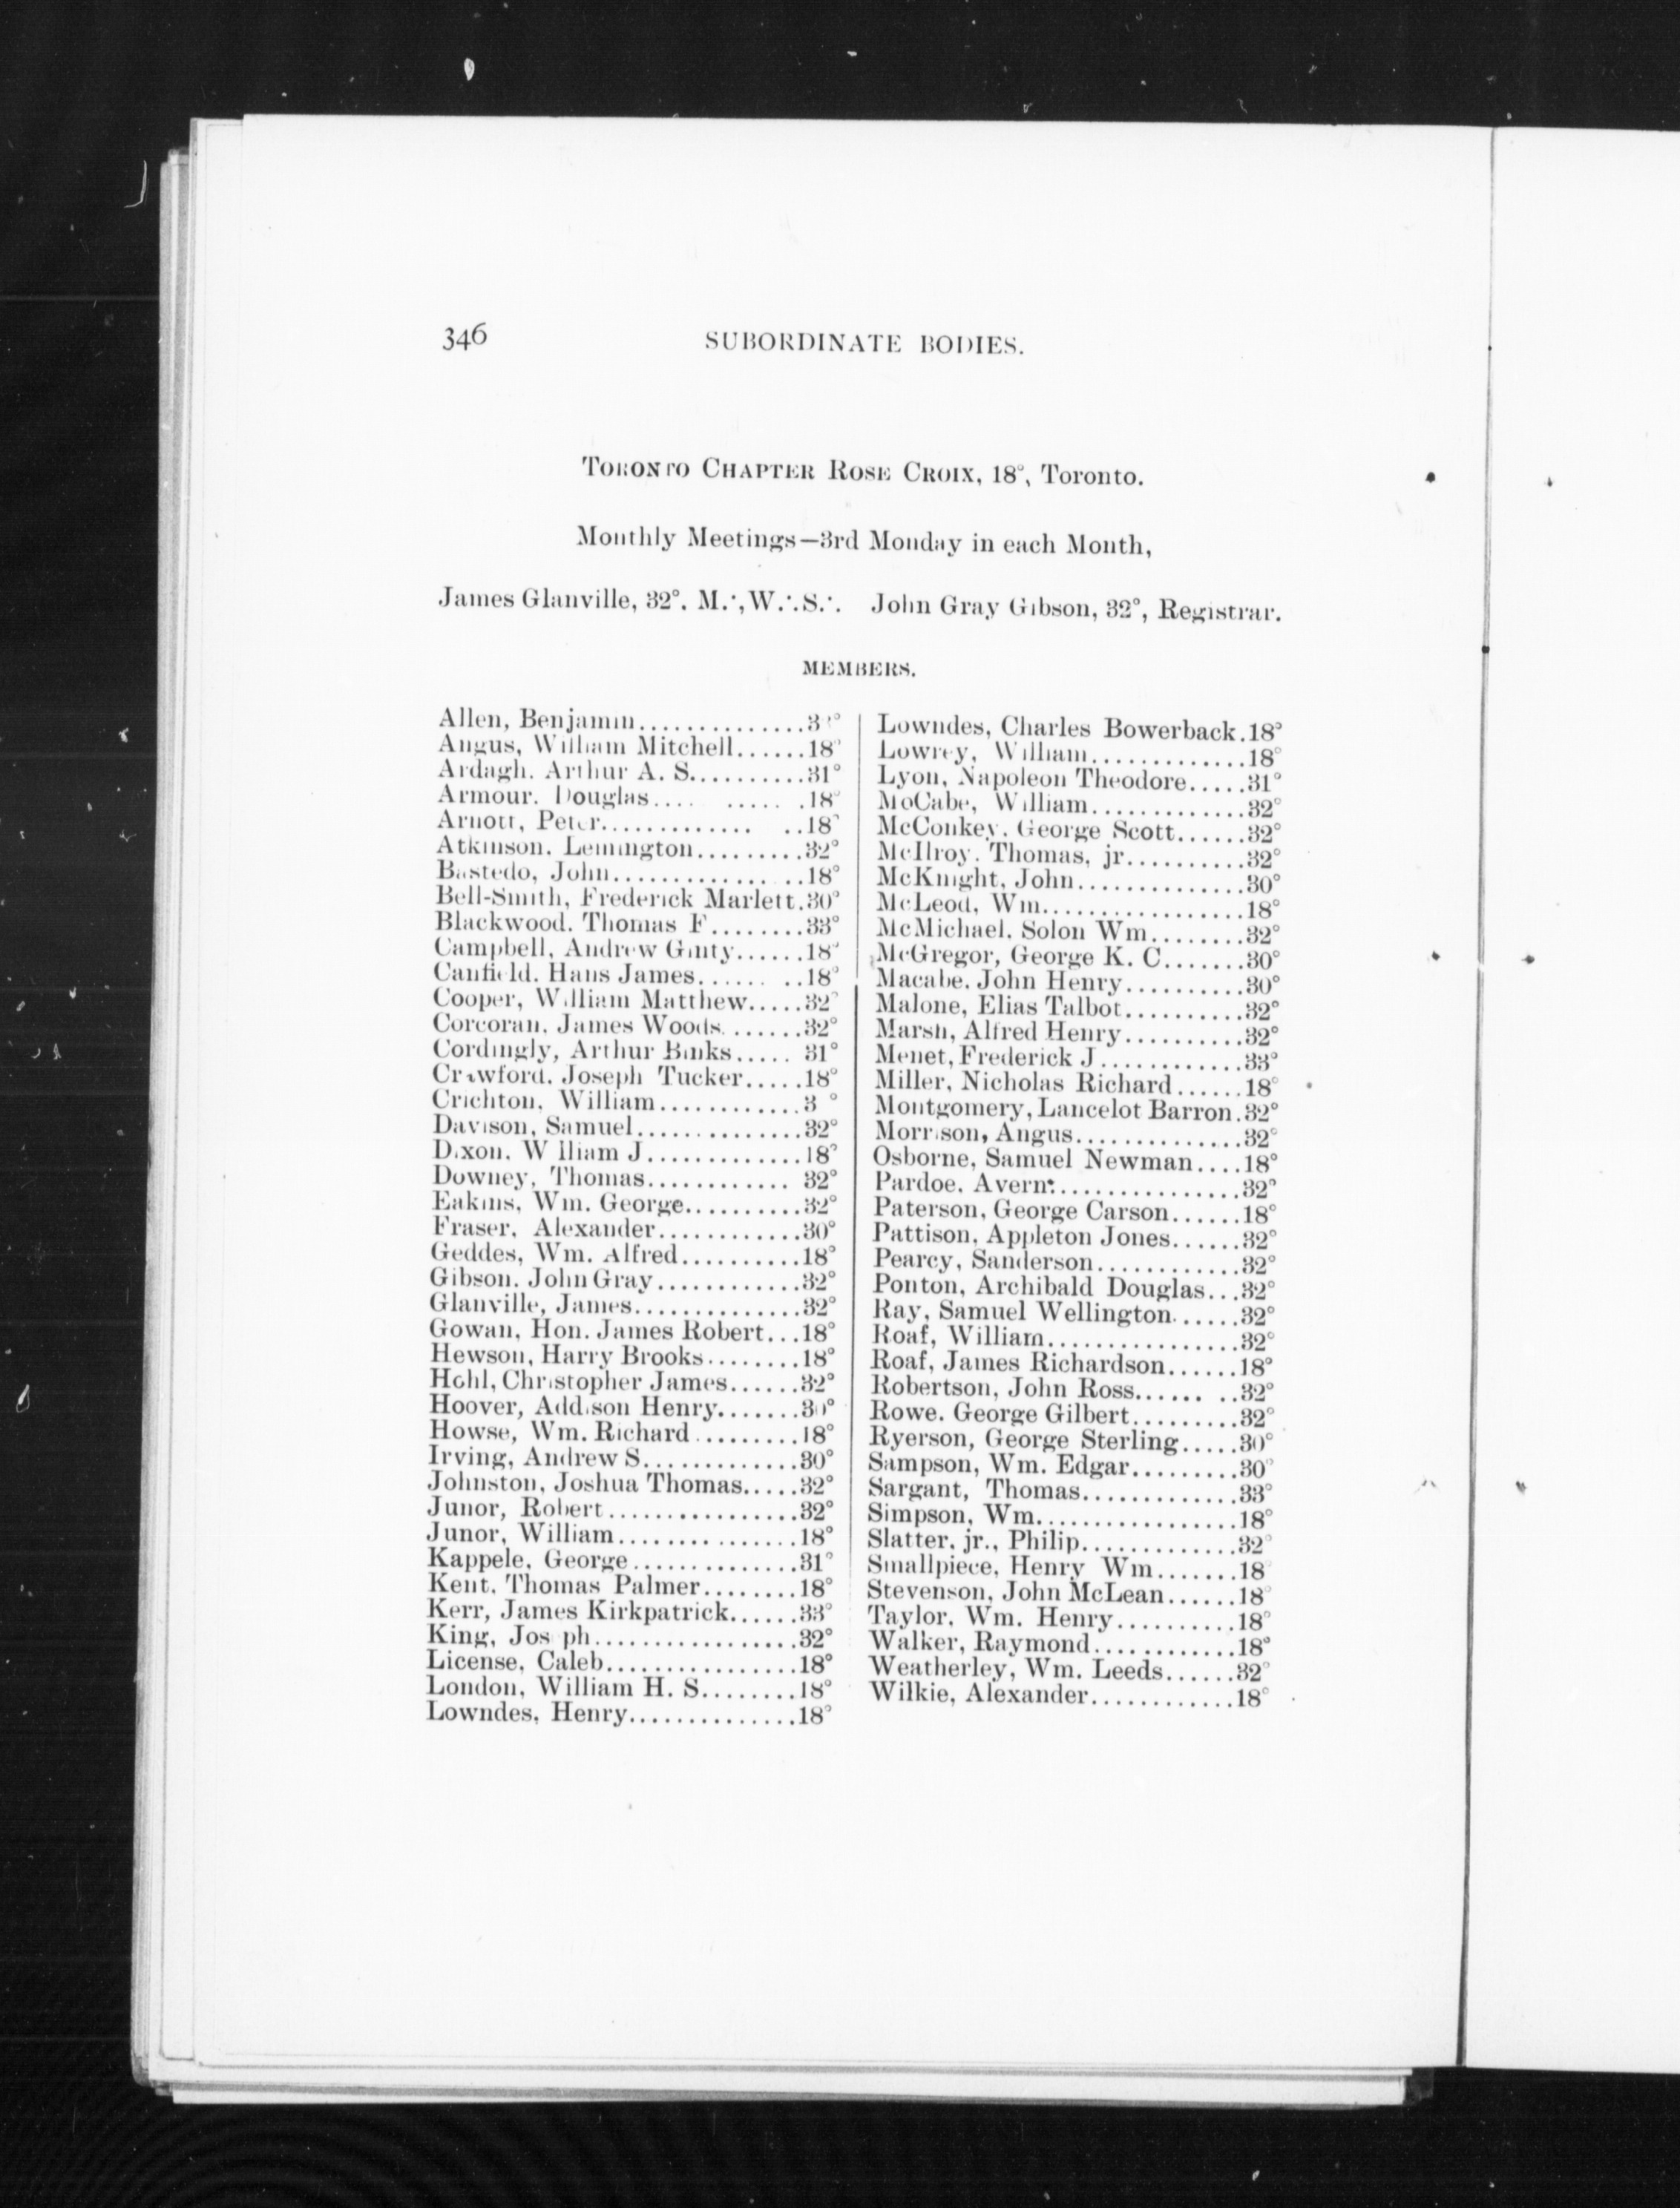 346 SUBORDINATE BODIES.
TORONTO CHAPTER ROSE CROIX, 18°, Toronto.
Monthly Meetings—3rd Monday in each Month,
James Glanville, 32°. M.·.,W.·.S.·. John Gray Gibson, 32°, Registrar.
MEMBERS.
Allen, Benjamin...............
Angus, William Mitchell......18°
Ardagh. Arthur A. S..........31°
Armour. Douglas.... ...... .18°
Arnott, Peter............. ..18°
Atkinson. Lemington.........32°
Bastedo, John.............. ..18°
Bell-Smith, Frederick Marlett.30°
Blackwood. Thomas F........33°
Campbell, Andrew Ginty......18°
Canfield. Hans James...... ..18°
Cooper, William Matthew.....32°
Corcoran, James Woods.......32°
Cordingly, Arthur Binks..... 31°
Crawford, Joseph Tucker.....18°
Crichton, William............3 °
Davison, Samuel..............32°
Dixon, W lliam J.............18°
Downey, Thomas............ 32°
Eakins, Wm. George..........32°
Fraser, Alexander.............30°
Geddes, Wm. Alfred..........18°
Gibson. John Gray............32°
Glanville, James..............32°
Gowan, Hon. James Robert...18°
Hewson, Harry Brooks........18°
Hohl, Christopher James......32°
Hoover, Addison Henry.......30°
Howse, Wm. Richard.........18°
Irving, Andrew S.............30°
Johnston, Joshua Thomas.....32°
Junor, Robert................32°
Junor, William...............18°
Kappele, George..............31°
Kent, Thomas Palmer........18°
Kerr, James Kirkpatrick......33°
King, Jos ph.................32°
License, Caleb................18°
London, William H. S........18°
Lowndes, Henry..............18°
Lowndes, Charles Bowerback.18°
Lowrey, William.............18°
Lyon, Napoleon Theodore.....31°
McCabe, William.............32°
McConkey, George Scott......32°
McIlroy. Thomas, jr..........32°
McKnight, John..............30°
McLeod, Wm.................18°
McMichael, Solon Wm........32°
McGregor, George K. C.......30°
Macabe, John Henry..........30°
Malone, Elias Talbot..........32°
Marsh, Alfred Henry..........32°
Menet, Frederick J............33°
Miller, Nicholas Richard......18°
Montgomery, Lancelot Barron.32°
Morrison, Angus..............32°
Osborne, Samuel Newman....18°
Pardoe, Avern................32°
Paterson, George Carson......18°
Pattison, Appleton Jones......32°
Pearcy, Sanderson............32°
Ponton, Archibald Douglas...32°
Ray, Samuel Wellington......32°
Roaf, William................32°
Roaf, James Richardson......18°
Robertson, John Ross...... ..32°
Rowe. George Gilbert.........32°
Ryerson, George Sterling.....30°
Sampson, Wm. Edgar.........30°
Sargant, Thomas.............33°
Simpson, Wm.................18°
Slatter, jr., Philip.............32°
Smallpiece, Henry Wm.......18
Stevenson, John McLean......18°
Taylor, Wm. Henry..........18°
Walker, Raymond............18°
Weatherley, Wm. Leeds......32°
Wilkie, Alexander............18°